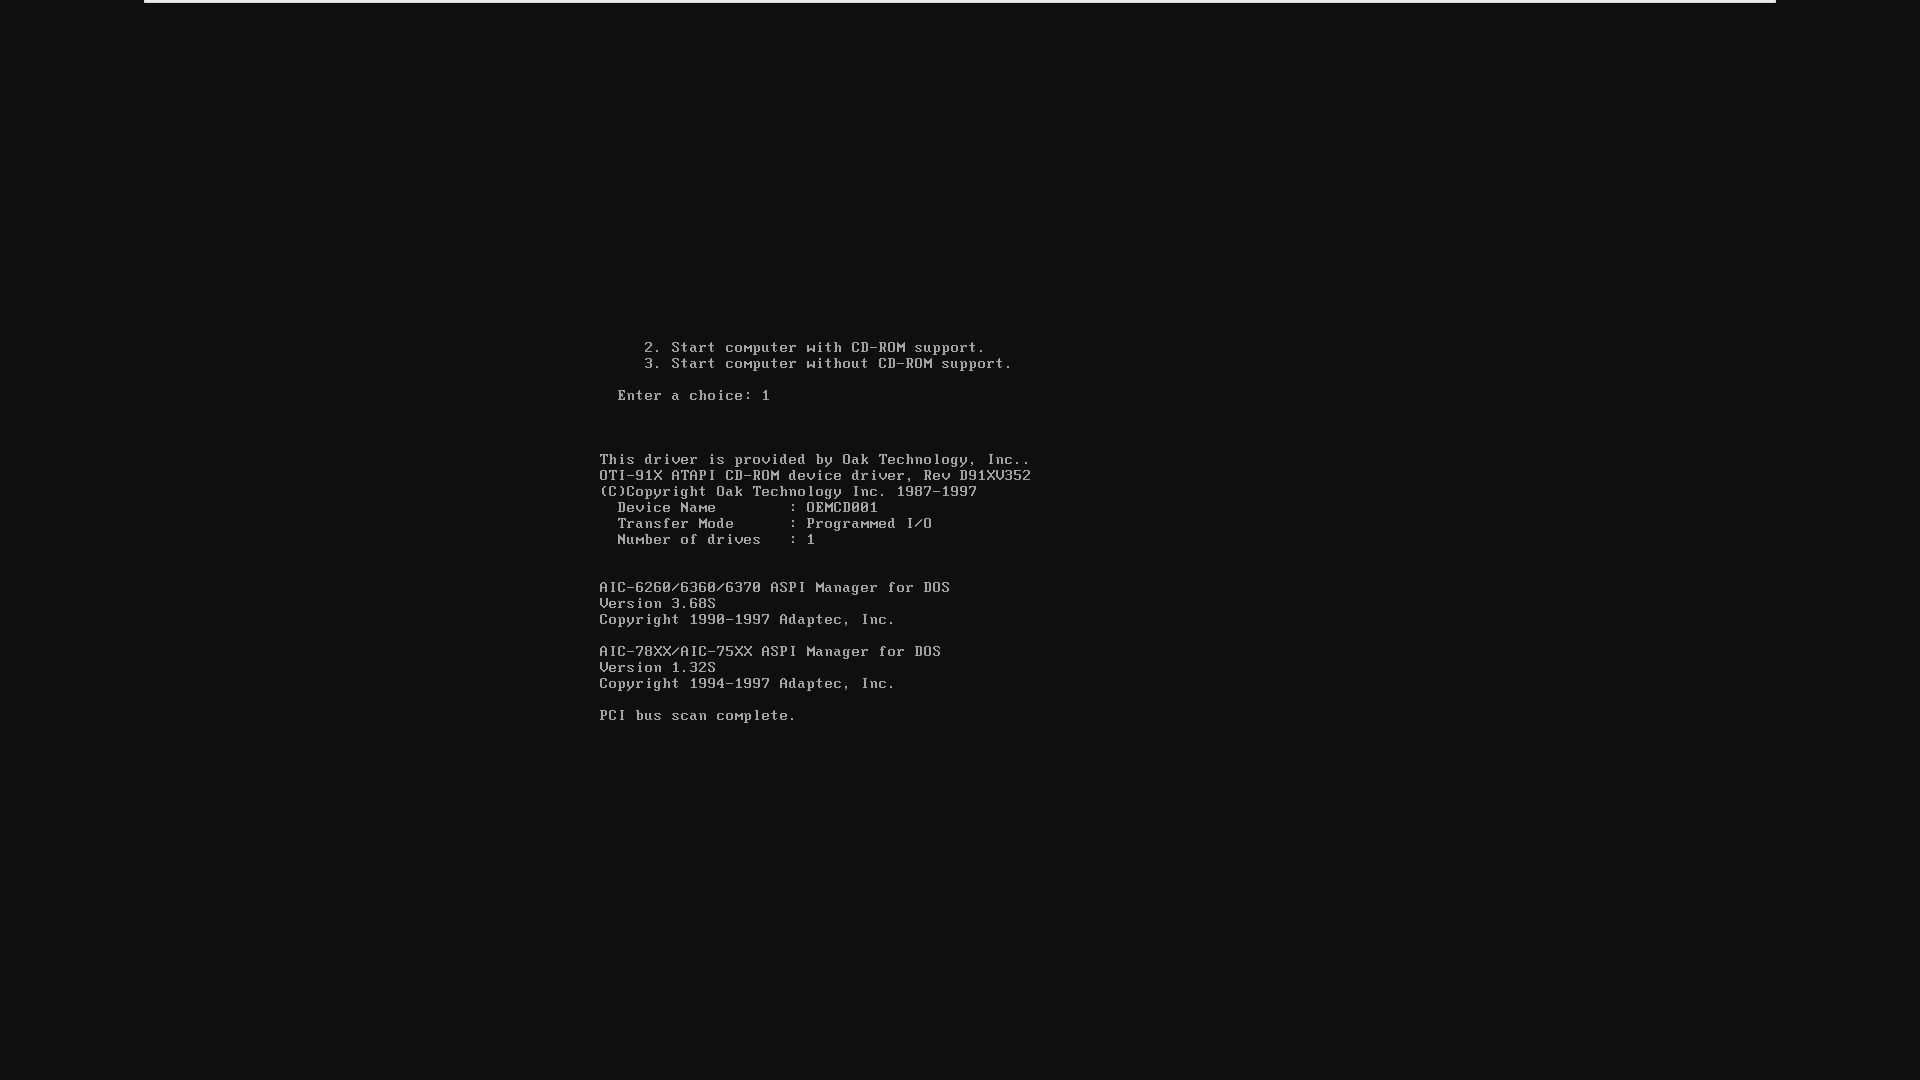 2. Start computer with CD-ROM support.
3. Start computer without CD-ROM support.
Enter a choice: 1
This driver is provided by Oak Technology, Inc..
OTI-91X ATAPI CD-ROM device driver, Rev D91XV352
(C)Copyright Oak Technology Inc. 1987-1997
Device Name : OEMCD001
Transfer Mode : Programmed I/O
Number of drives : 1
AIC-6260/6360/6370 ASPI Manager for DOS
Version 3.68S
Copyright 1990-1997 Adaptec, Inc.
AIC-78XX/AIC-75XX ASPI Manager for DOS
Version 1.32S
Copyright 1994-1997 Adaptec, Inc.
PCI bus scan complete.